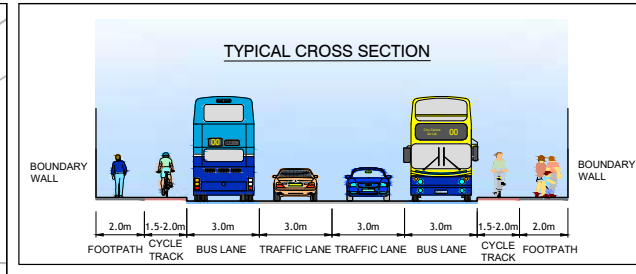 TYPICAL CROSS SECTION
00
00
BOUNDARY
WALL
BOUNDARY
WALL
2.0m 1.5-2.0m 3.0m 3.0m 3.0m 3.0m 1.5-2.0m 2.0m
FOOTPATH CYCLE TRACK BUS LANE TRAFFIC LANE TRAFFIC LANE BUS LANE CYCLE TRACK FOOTPATH